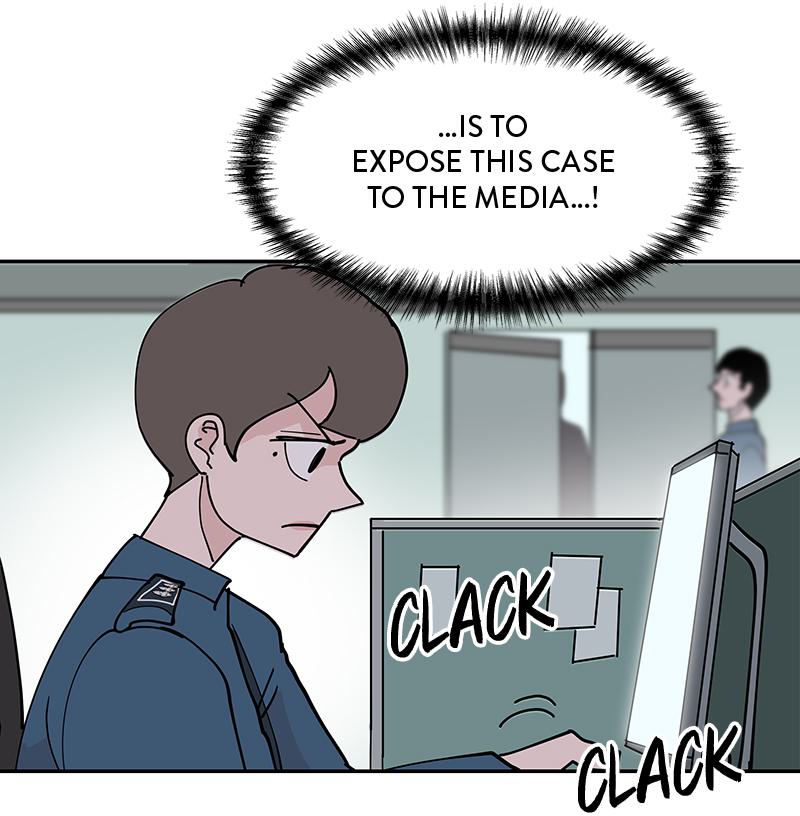 ...IS TO
EXPOSE THIS CASE
TO THE MEDIA...!
CLACK
CLACK